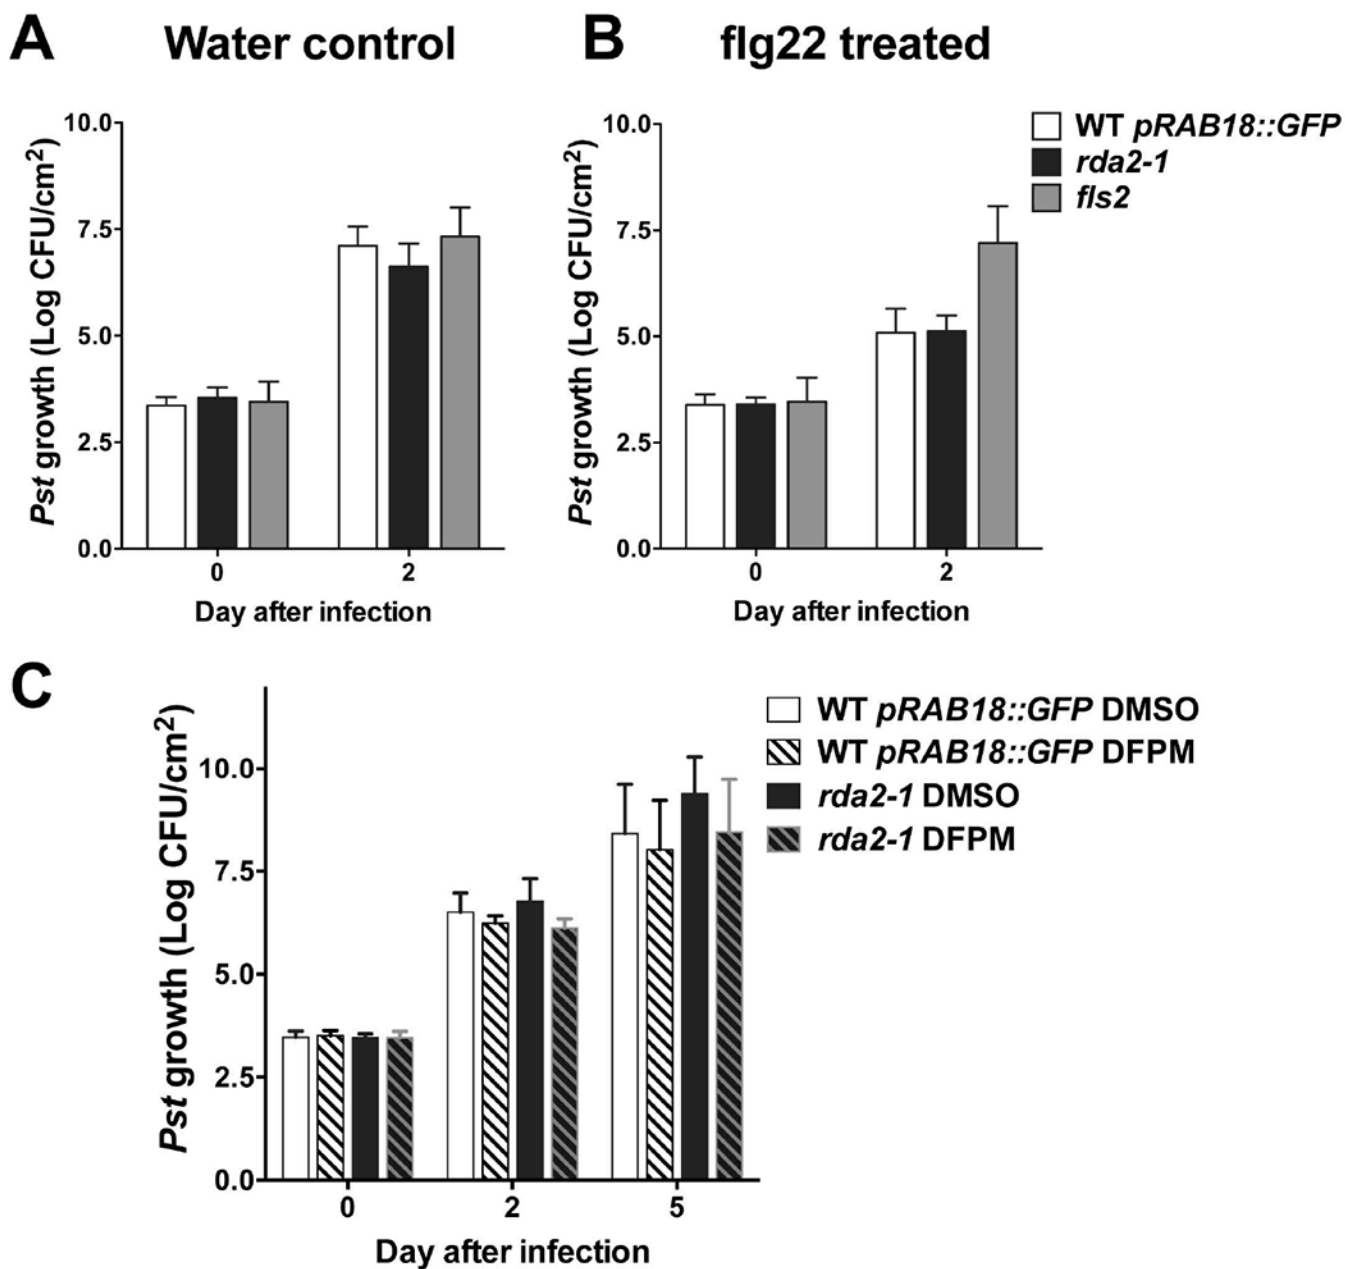 A Water control
B flg22 treated
Pst growth (Log CFU/cm²)
10.0
7.5
5.0
2.5
0.0
0 2
Day after infection
Pst growth (Log CFU/cm²)
10.0
7.5
5.0
2.5
0.0
0 2
Day after infection
WT pRAB18::GFP
rda2-1
fls2
C
Pst growth (Log CFU/cm²)
10.0
7.5
5.0
2.5
0.0
0 2 5
Day after infection
WT pRAB18::GFP DMSO
WT pRAB18::GFP DFPM
rda2-1 DMSO
rda2-1 DFPM